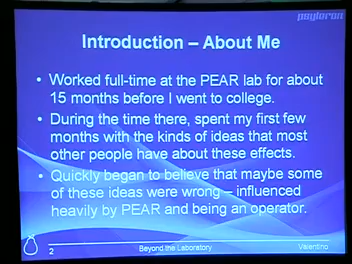 psyleron
Introduction – About Me
• Worked full-time at the PEAR lab for about
15 months before I went to college.
• During the time there, spent my first few
months with the kinds of ideas that most
other people have about these effects.
• Quickly began to believe that maybe some
of these ideas were wrong – influenced
heavily by PEAR and being an operator.
2 Beyond the Laboratory Valentino